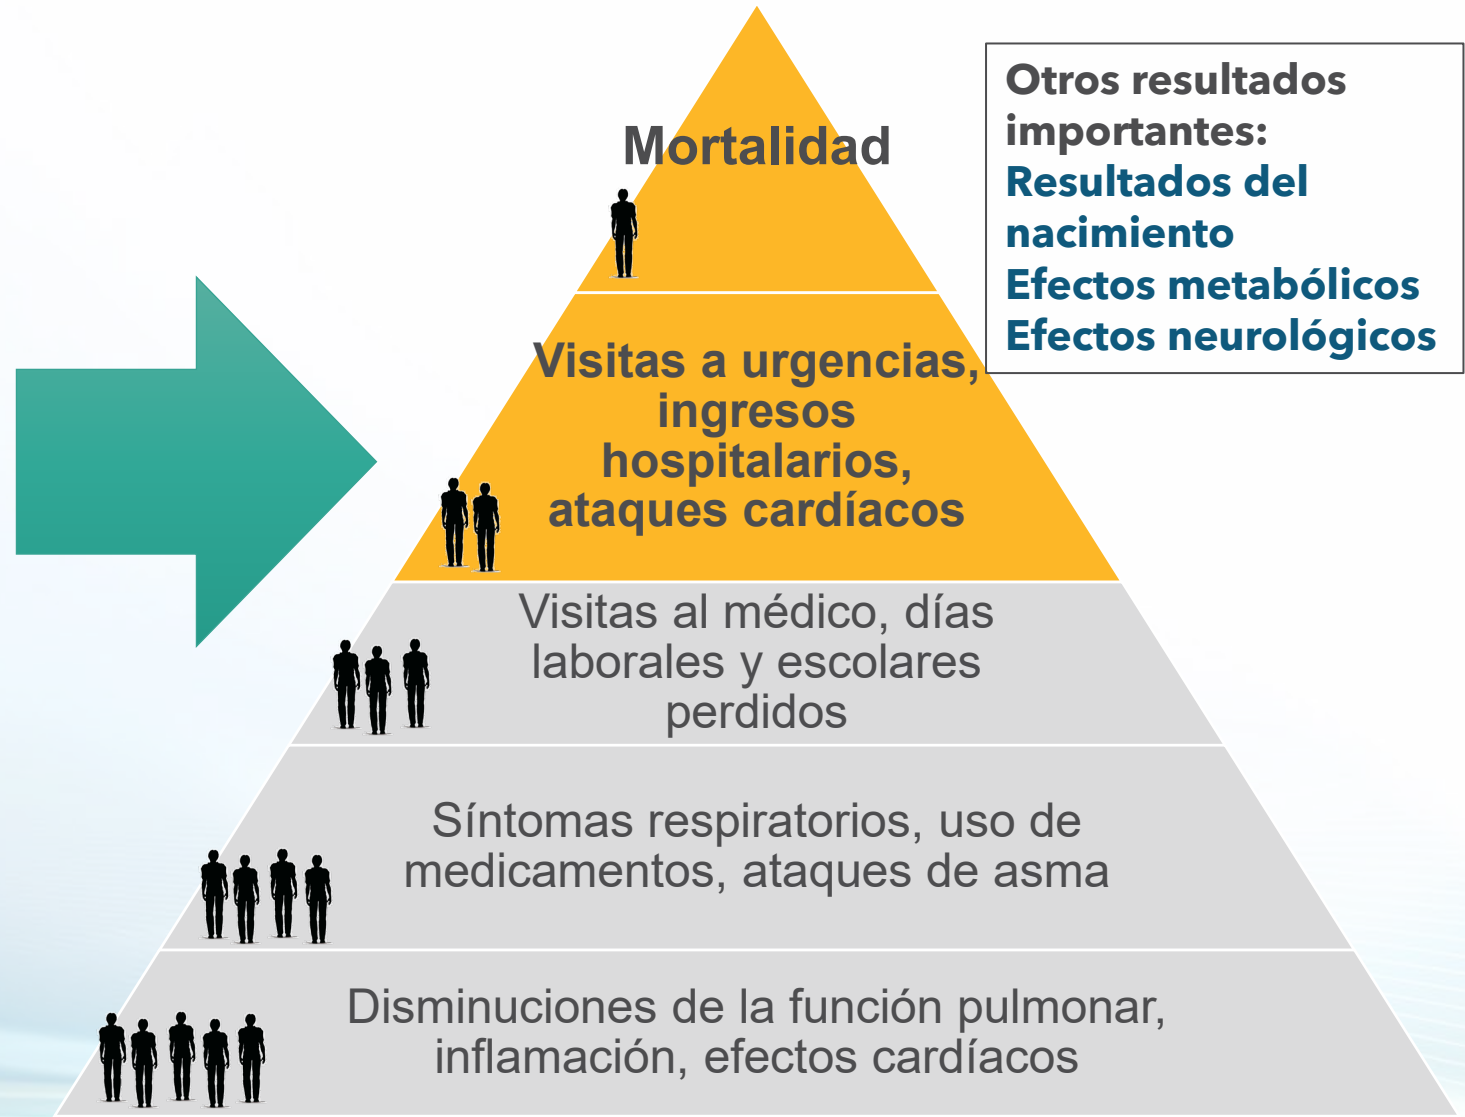 Mortalidad
Otros resultados
importantes:
Resultados del
nacimiento
Efectos metabólicos
Efectos neurológicos
Visitas a urgencias,
ingresos
hospitalarios,
ataques cardíacos
Visitas al médico, días
laborales y escolares
perdidos
Síntomas respiratorios, uso de
medicamentos, ataques de asma
Disminuciones de la función pulmonar,
inflamación, efectos cardíacos